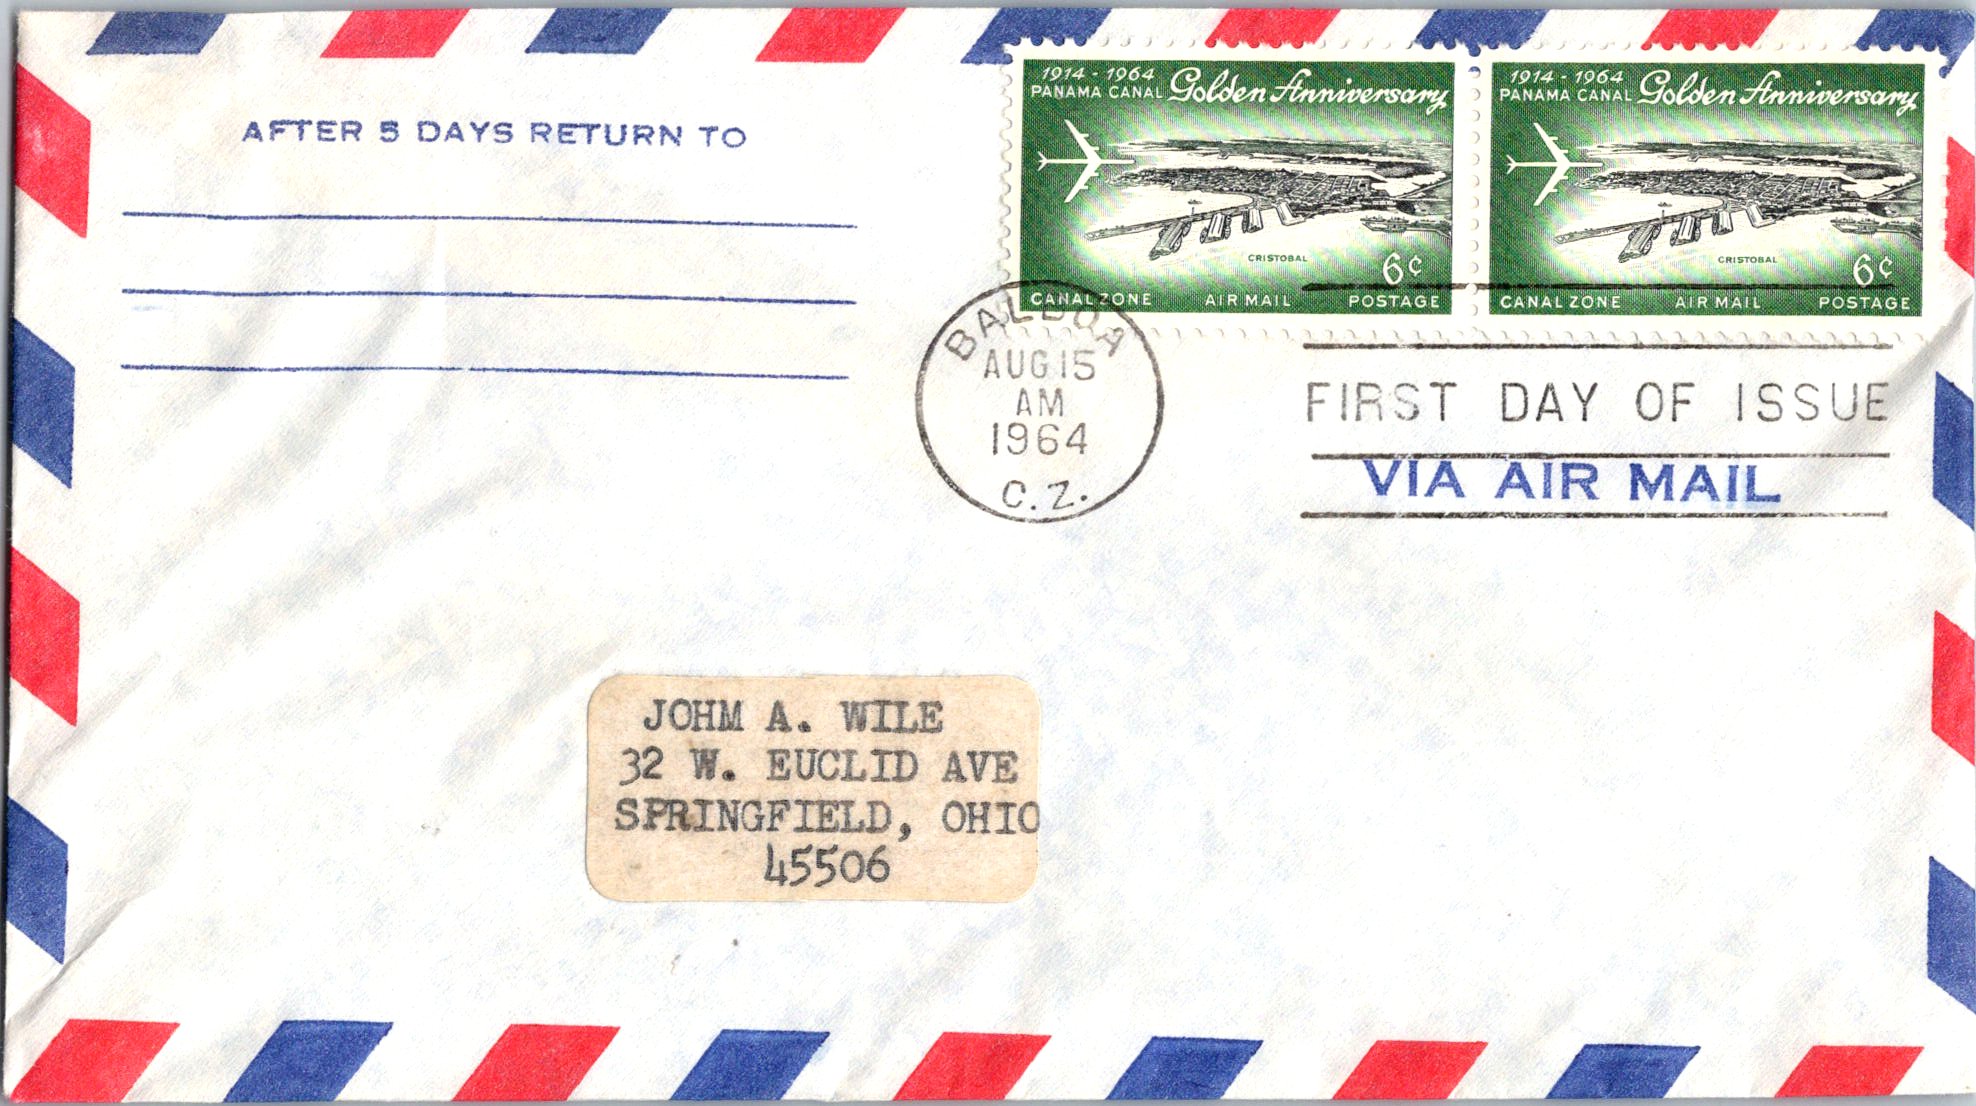 AFTER 5 DAYS RETURN TO
1914 - 1964
PANAMA CANAL Golden Anniversary
CRISTOBAL
6¢
CANAL ZONE AIR MAIL POSTAGE
1914 - 1964
PANAMA CANAL Golden Anniversary
CRISTOBAL
6¢
CANAL ZONE AIR MAIL POSTAGE
BALBOA
AUG 15
AM
1964
C. Z.
FIRST DAY OF ISSUE
VIA AIR MAIL
JOHM A. WILE
32 W. EUCLID AVE
SPRINGFIELD, OHIO
45506